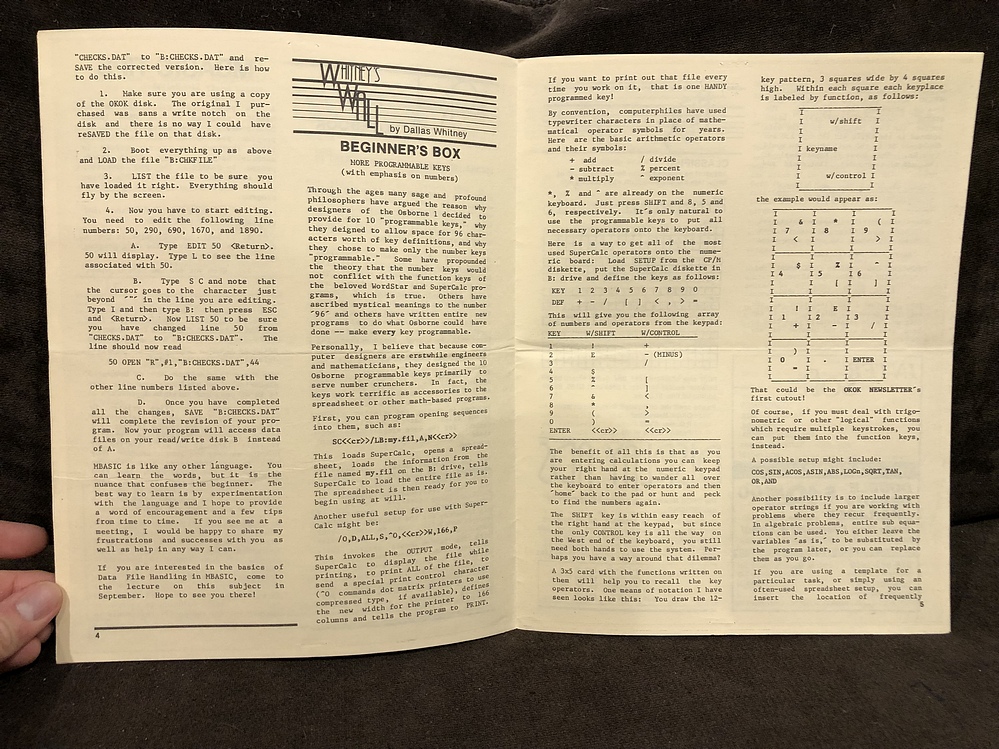 "CHECKS.DAT" to "B:CHECKS.DAT" and re-
SAVE the corrected version. Here is how
to do this.
1. Make sure you are using a copy
of the OKOK disk. The original I pur-
chased was sans a write notch on the
disk and there is no way I could have
reSAVED the file on that disk.
2. Boot everything up as above
and LOAD the file "B:CHKFILE"
3. LIST the file to be sure you
have loaded it right. Everything should
fly by the screen.
4. Now you have to start editing.
You need to edit the following line
numbers: 50, 290, 690, 1670, and 1890.
A. Type EDIT 50 <Return>.
50 will display. Type L to see the line
associated with 50.
B. Type S C and note that
the cursor goes to the character just
beyond "^" in the line you are editing.
Type I and then type B: then press ESC
and <Return>. Now LIST 50 to be sure
you have changed line 50 from
"CHECKS.DAT" to "B:CHECKS.DAT". The
line should now read
50 OPEN "R",#1,"B:CHECKS.DAT",44
C. Do the same with the
other line numbers listed above.
D. Once you have completed
all the changes, SAVE "B:CHECKS.DAT"
will complete the revision of your pro-
gram. Now your program will access data
files on your read/write disk B instead
of A.
MBASIC is like any other language. You
can learn the words, but it is the
nuance that confuses the beginner. The
best way to learn is by experimentation
with the language and I hope to provide
a word of encouragement and a few tips
from time to time. If you see me at a
meeting, I would be happy to share my
frustrations and successes with you as
well as help in any way I can.
If you are interested in the basics of
Data File Handling in MBASIC, come to
the lecture on this subject in
September. Hope to see you there!
4
WHITNEY'S
WALL
by Dallas Whitney
BEGINNER'S BOX
MORE PROGRAMMABLE KEYS
(with emphasis on numbers)
Through the ages many sage and profound
philosophers have argued the reason why
designers of the Osborne 1 decided to
provide for 10 "programmable keys," why
they deigned to allow space for 96 char-
acters worth of key definitions, and why
they chose to make only the number keys
"programmable." Some have propounded
the theory that the number keys would
not conflict with the function keys of
the beloved WordStar and SuperCalc pro-
grams, which is true. Others have
ascribed mystical meanings to the number
"96" and others have written entire new
programs to do what Osborne could have
done -- make every key programmable.
Personally, I believe that because com-
puter designers are erstwhile engineers
and mathematicians, they designed the 10
Osborne programmable keys primarily to
serve number crunchers. In fact, the
keys work terrific as accessories to the
spreadsheet or other math-based programs.
First, you can program opening sequences
into them, such as:
SC<<cr>>/LB:my.fil,A,N<<cr>>
This loads SuperCalc, opens a spread-
sheet, loads the information from the
file named my.fil on the B: drive, tells
SuperCalc to load the entire file is.
The spreadsheet is then ready for you to
begin using at will.
Another useful setup for use with Super-
Calc might be:
/O,D,ALL,S,^O,<Cr>>W,166,P
This invokes the OUTPUT mode, tells
SuperCalc to display the file while
printing, to print ALL of the file,
send a special print control character
(^O commands dot matrix printers to use
compressed type, if available), defines
the new width for the printer to 166
columns and tells the program to PRINT.
If you want to print out that file every
time you work on it, that is one HANDY
programmed key!
By convention, computerphiles have used
typewriter characters in place of mathe-
matical operator symbols for years.
Here are the basic arithmetic operators
and their symbols:
+ add / divide
- subtract % percent
* multiply ^ exponent
*, % and ^ are already on the numeric
keyboard. Just press SHIFT and 8, 5 and
6, respectively. It's only natural to
use the programmable keys to put all
necessary operators onto the keyboard.
Here is a way to get all of the most
used SuperCalc operators onto the nume-
ric board: Load SETUP from the CP/M
diskette, put the SuperCalc diskette in
B: drive and define the keys as follows:
KEY 1 2 3 4 5 6 7 8 9 0
DEF + - / [ ] < , > =
This will give you the following array
of numbers and operators from the keypad:
KEY W/SHIFT W/CONTROL
1 ! +
2 E - (MINUS)
3 /
4 $
5 % [
6 ^ ]
7 & <
8 * ,
9 ( >
0 ) =
ENTER <<cr>> <<cr>>
The benefit of all this is that as you
are entering calculations you can keep
your right hand at the numeric keypad
rather than having to wander all over
the keyboard to enter operators and then
"home" back to the pad or hunt and peck
to find the numbers again.
The SHIFT key is within easy reach of
the right hand at the keypad, but since
the only CONTROL key is all the way on
the West end of the keyboard, you still
need both hands to use the system. Per-
haps you have a way around that dilemma?
A 3x5 card with the functions written on
them will help you to recall the key
operators. One means of notation I have
seen looks like this: You draw the 12-
key pattern, 3 squares wide by 4 squares
high. Within each square each keyplace
is labeled by function, as follows:
I I
I w/shift I
I I
I keyname I
I I
I w/control I
I I
the example would appear as:
I I I I
I & I * I ( I
I 7 I 8 I 9 I
I < I I > I
I I I I
I $ I % I ^ I
I 4 I 5 I 6 I
I I [ I ] I
I I I I
I ! I E I I
I 1 I 2 I 3 I
I + I - I / I
I I I I
I ) I I I
I 0 I . I ENTER I
I = I I I
That could be the OKOK NEWSLETTER's
first cutout!
Of course, if you must deal with trigo-
nometric or other "logical" functions
which require multiple keystrokes, you
can put them into the function keys,
instead.
A possible setup might include:
COS,SIN,ACOS,ASIN,ABS,LOGn,SQRT,TAN,
OR,AND
Another possibility is to include larger
operator strings if you are working with
problems where they recur frequently.
In algebraic problems, entire sub equa-
tions can be used. You either leave the
variables "as is," to be substituted by
the program later, or you can replace
them as you go.
If you are using a template for a
particular task, or simply using an
often-used spreadsheet setup, you can
insert the location of frequently
5